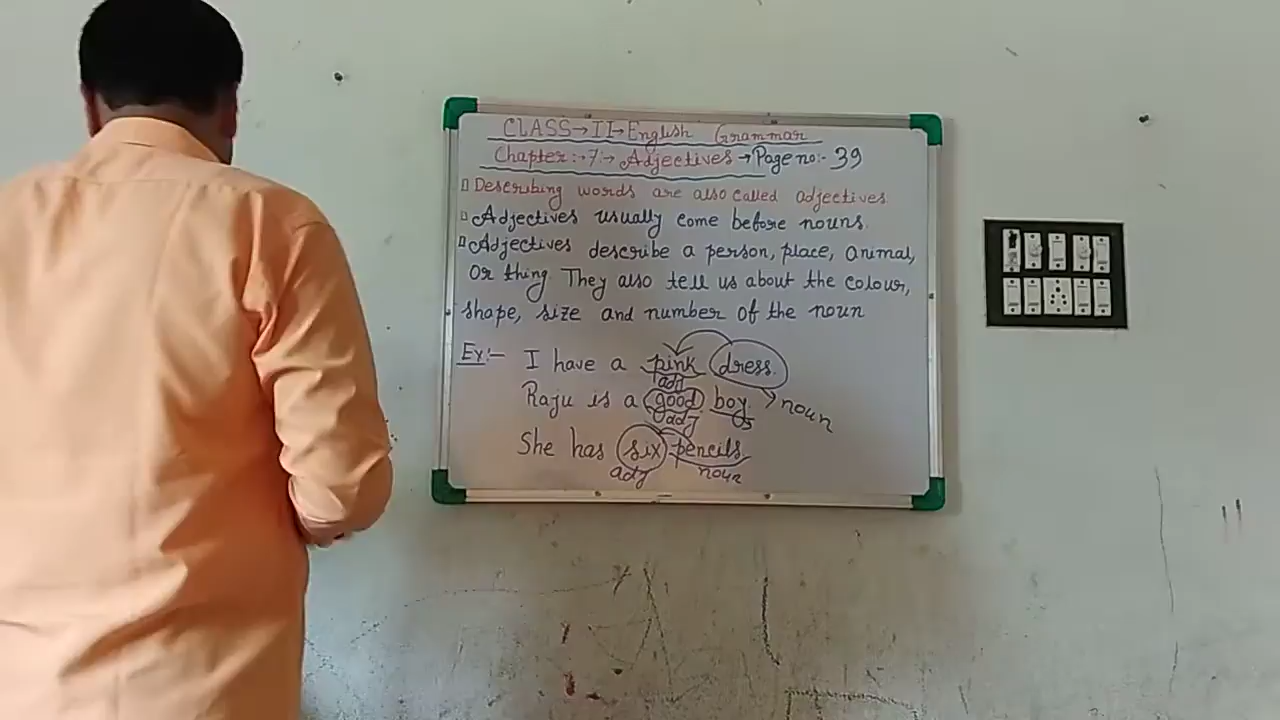 CLASS→II→English Grammar
Chapter:→7:→Adjectives→Page no:- 39
Describing words are also called adjectives.
Adjectives usually come before nouns.
Adjectives describe a person, place, animal,
or thing They also tell us about the colour,
shape, size and number of the noun
Ex:- I have a pink dress.
adj
Raju is a good boy. noun
adj
She has six pencils.
adj noun